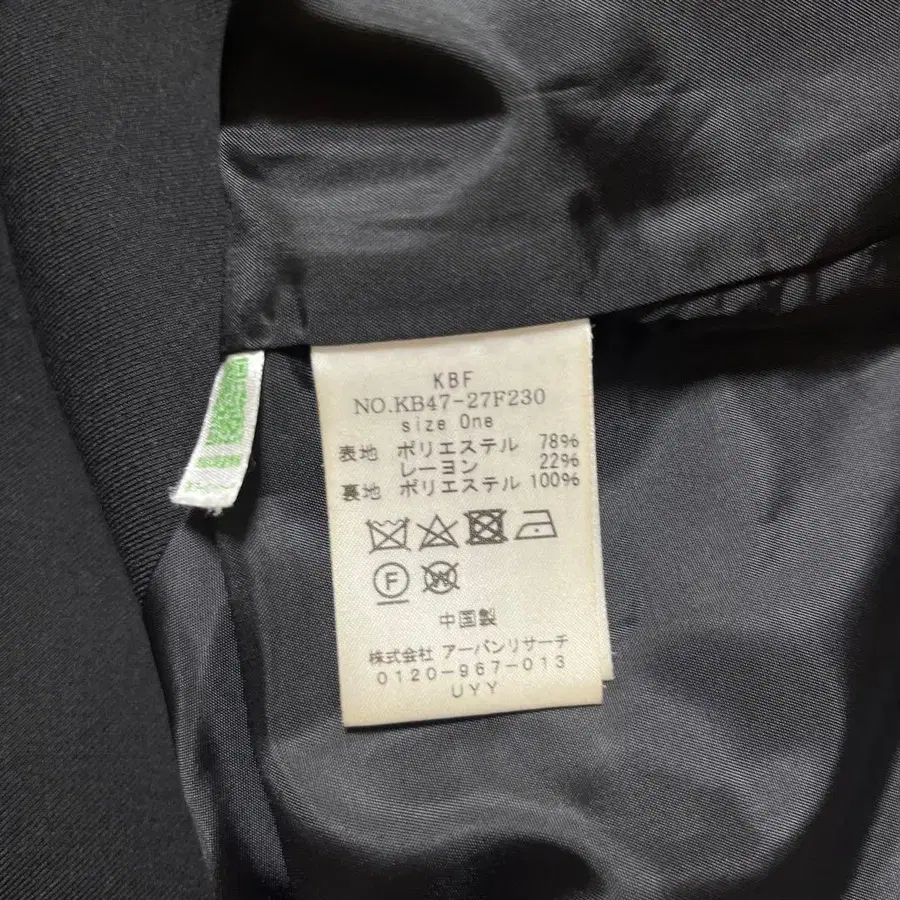 KBF
NO.KB47-27F230
size One
表地 ポリエステル 78%
レーヨン 22%
裏地 ポリエステル 100%
F W
中国製
株式会社 アーバンリサーチ
0120-967-013
UYY